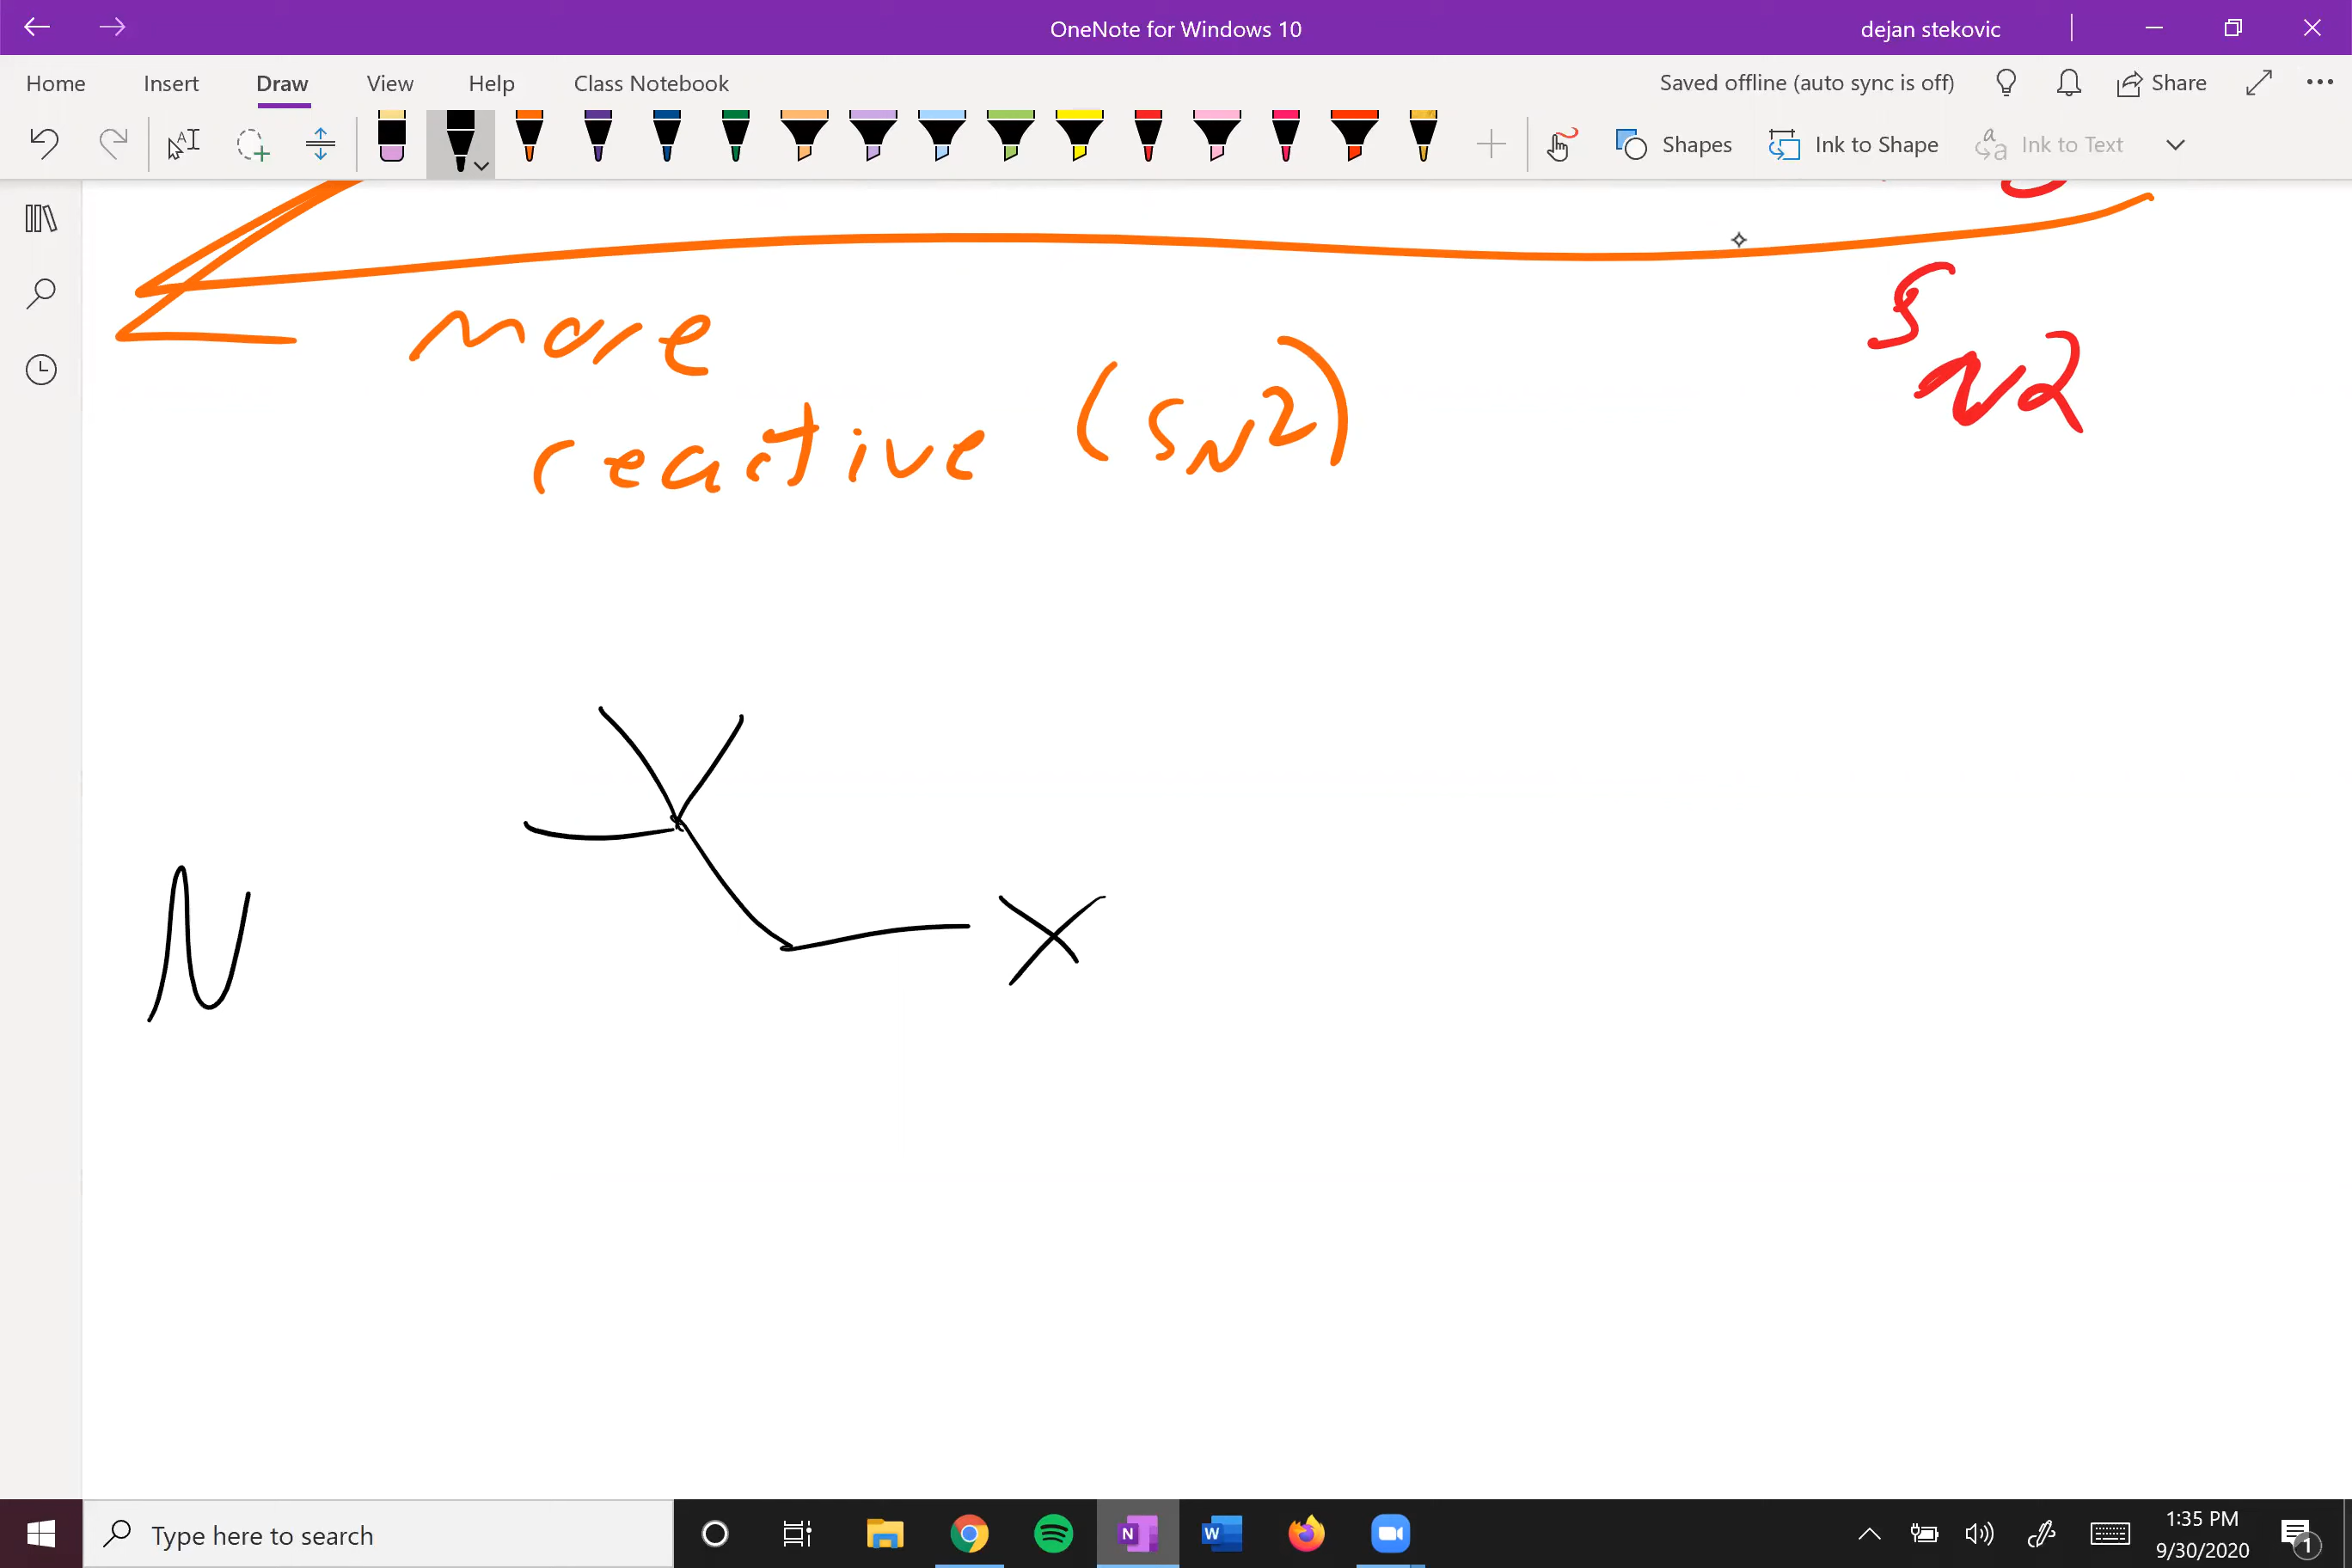 OneNote for Windows 10
dejan stekovic
Home Insert Draw View Help Class Notebook
Saved offline (auto sync is off) Share
Shapes Ink to Shape Ink to Text
more
reactive (SN2)
SN2
N
X
Type here to search
1:35 PM
9/30/2020
1